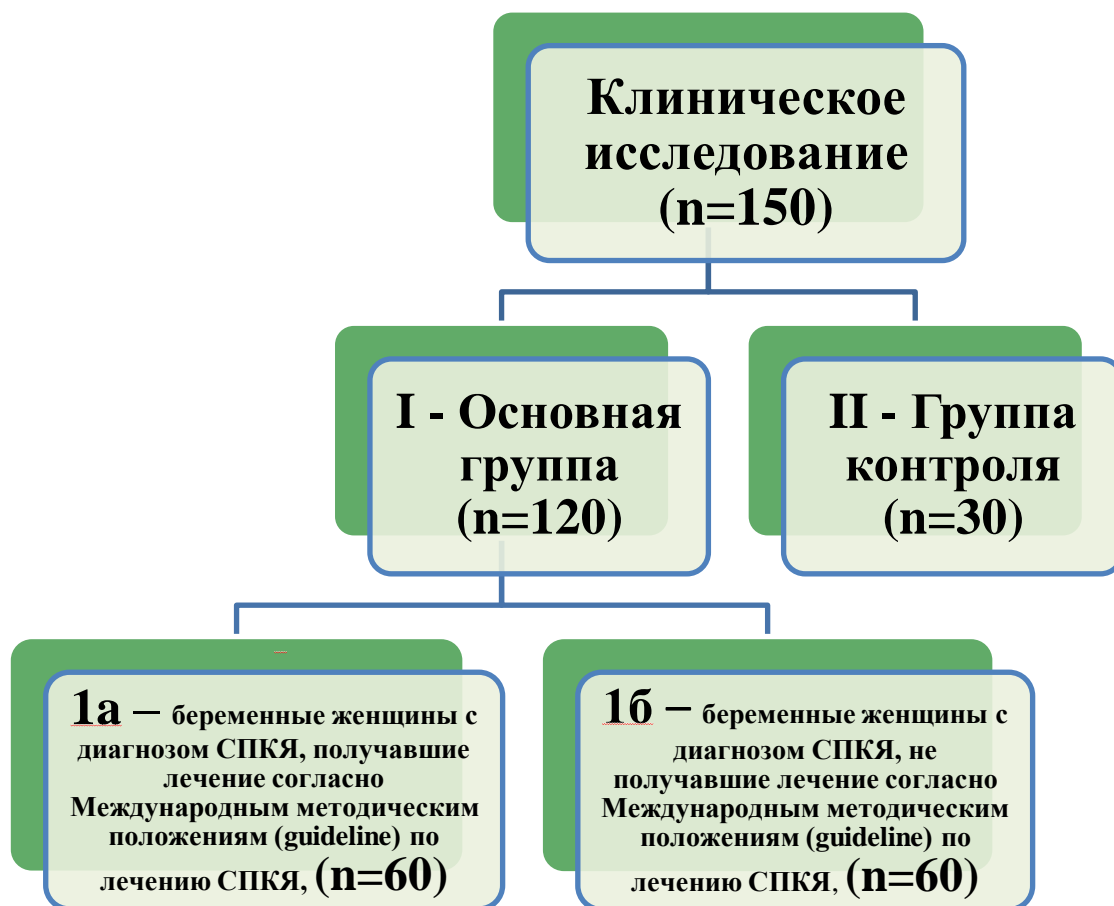 Клиническое
исследование
(n=150)
I - Основная
группа
(n=120)
II - Группа
контроля
(n=30)
1а – беременные женщины с
диагнозом СПКЯ, получавшие
лечение согласно
Международным методическим
положениям (guideline) по
лечению СПКЯ, (n=60)
1б – беременные женщины с
диагнозом СПКЯ, не
получавшие лечение согласно
Международным методическим
положениям (guideline) по
лечению СПКЯ, (n=60)